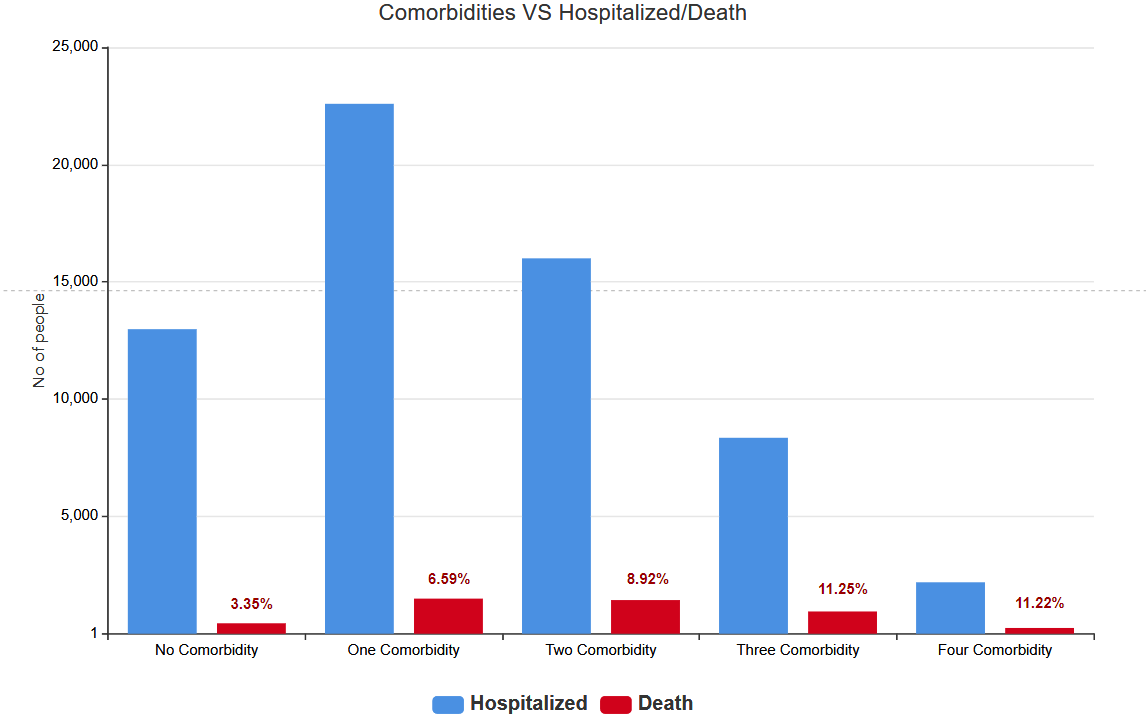 Comorbidities VS Hospitalized/Death
25,000
20,000
15,000
10,000
5,000
1
No of people
3.35%
6.59%
8.92%
11.25%
11.22%
No Comorbidity
One Comorbidity
Two Comorbidity
Three Comorbidity
Four Comorbidity
Hospitalized
Death